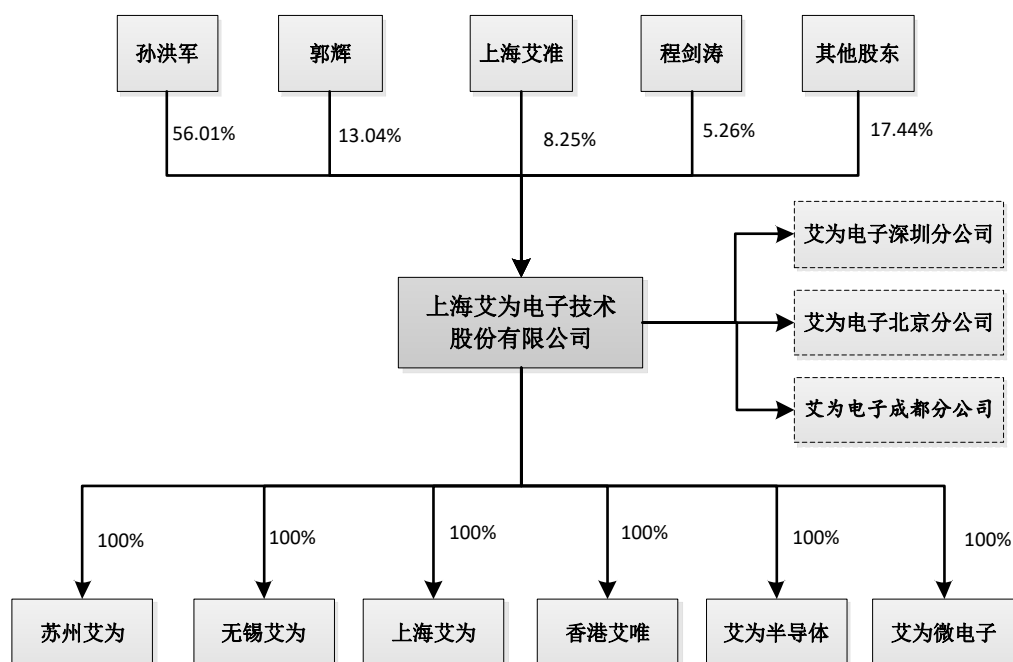 孙洪军
郭辉
上海艾准
程剑涛
其他股东
56.01%
13.04%
8.25%
5.26%
17.44%
艾为电子深圳分公司
上海艾为电子技术
股份有限公司
艾为电子北京分公司
艾为电子成都分公司
100%
100%
100%
100%
100%
100%
苏州艾为
无锡艾为
上海艾为
香港艾唯
艾为半导体
艾为微电子